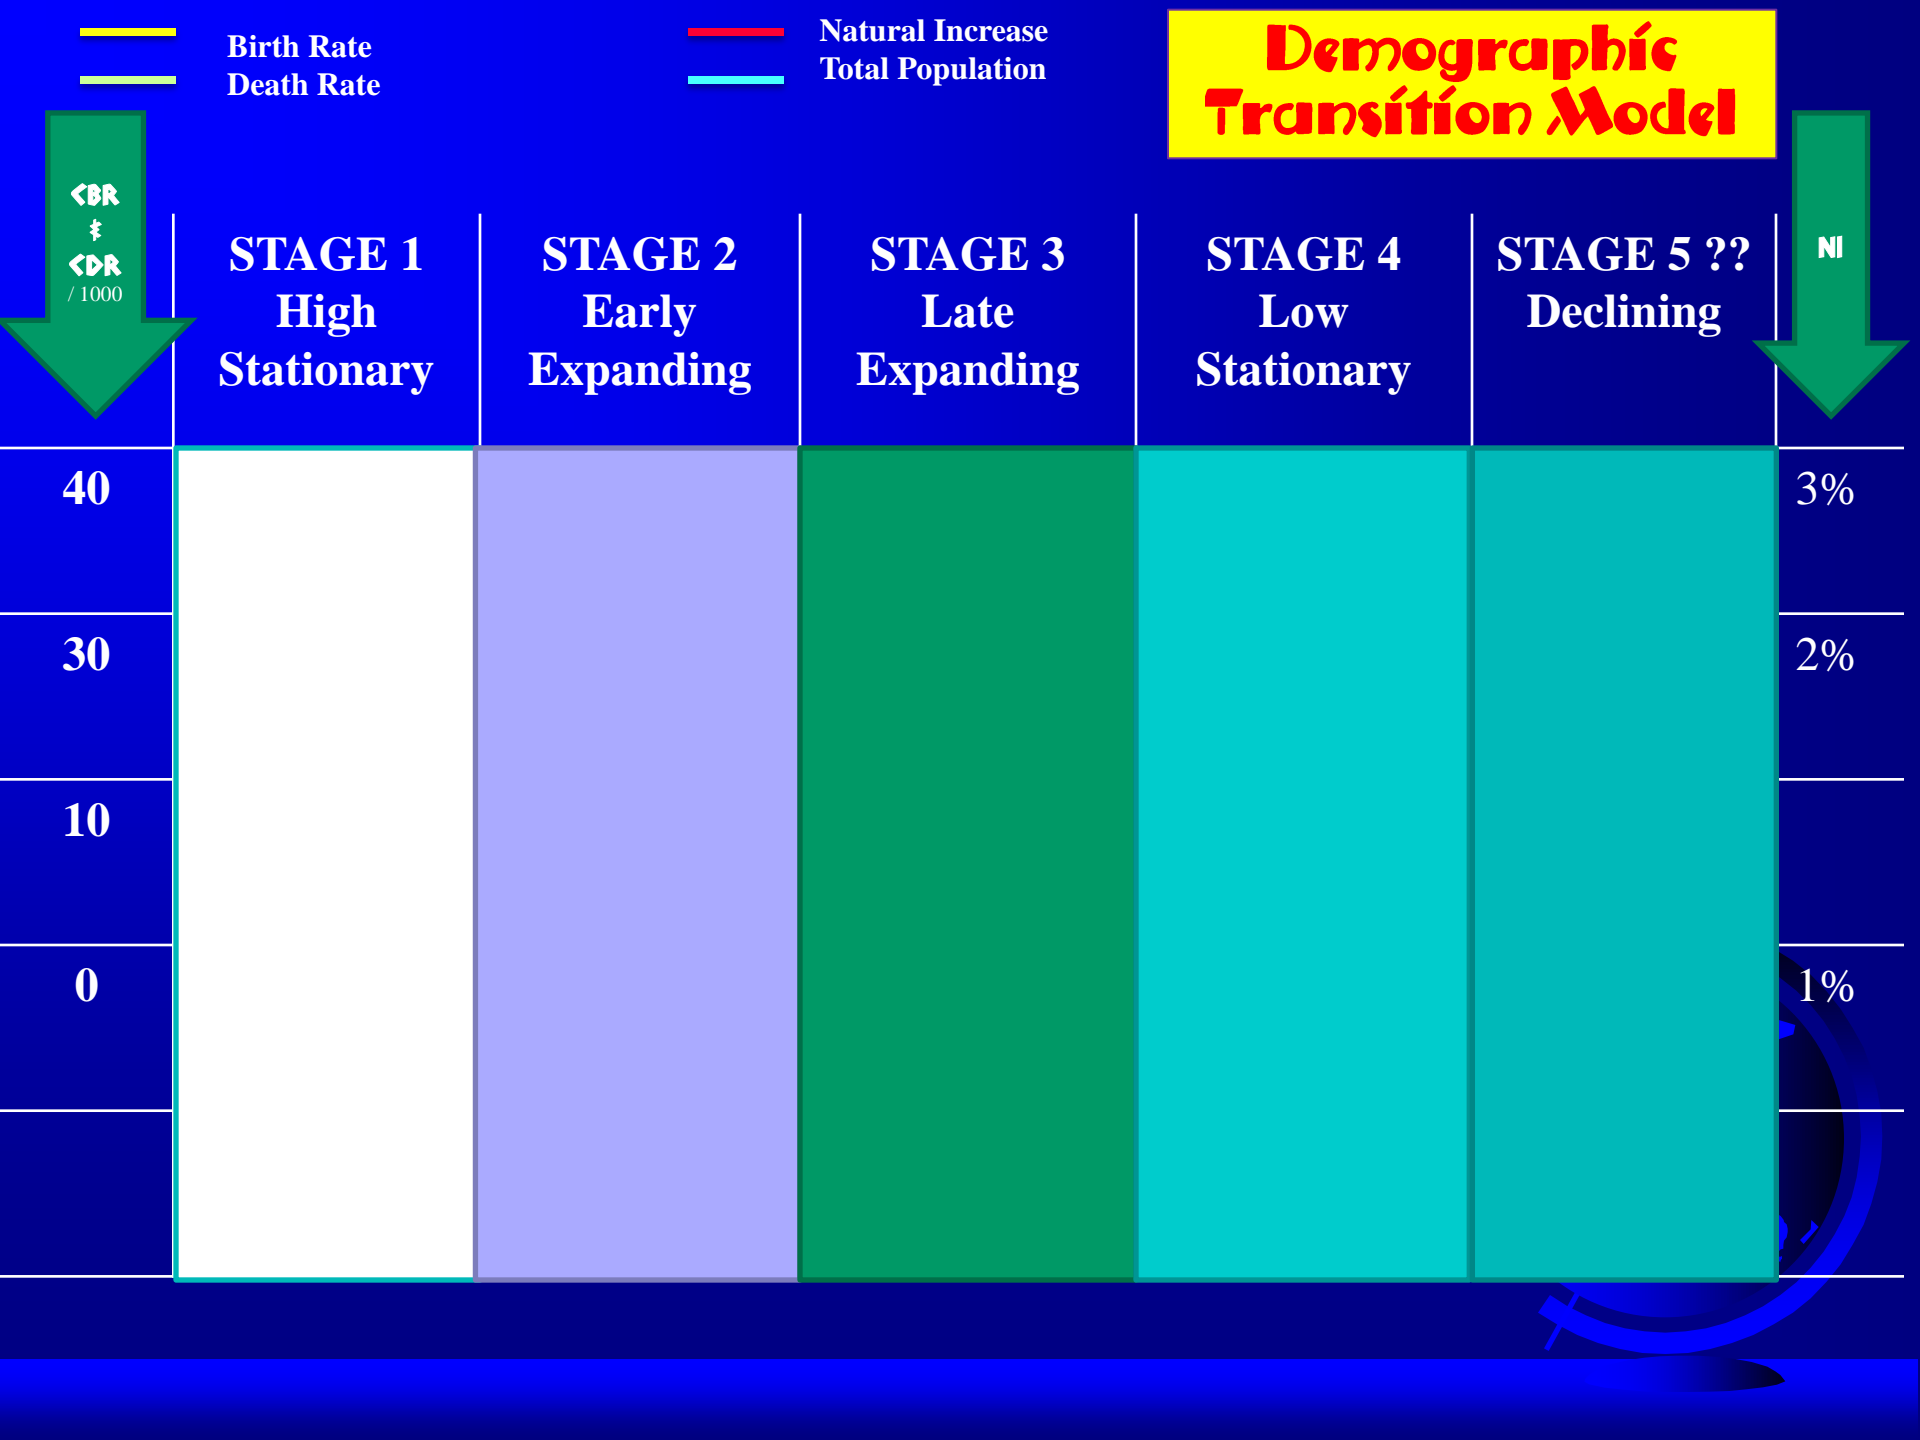 Birth Rate
Death Rate
Natural Increase
Total Population
Demographic
Transition Model
CBR
&
CDR
/ 1000
STAGE 1
High
Stationary
STAGE 2
Early
Expanding
STAGE 3
Late
Expanding
STAGE 4
Low
Stationary
STAGE 5 ??
Declining
NI
40
3%
30
2%
10
0
1%